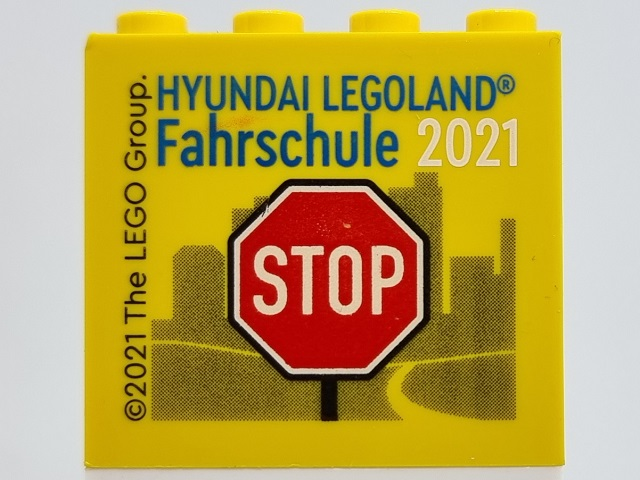 HYUNDAI LEGOLAND®
Fahrschule 2021
STOP
©2021 The LEGO Group.